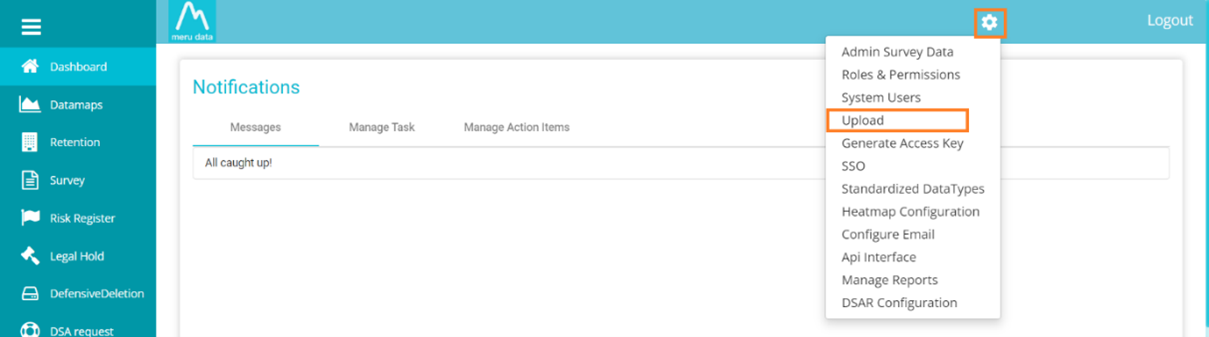 meru data
Logout
Dashboard
Datamaps
Retention
Survey
Risk Register
Legal Hold
DefensiveDeletion
DSA request
Notifications
Messages Manage Task Manage Action Items
All caught up!
Admin Survey Data
Roles & Permissions
System Users
Upload
Generate Access Key
SSO
Standardized DataTypes
Heatmap Configuration
Configure Email
Api Interface
Manage Reports
DSAR Configuration